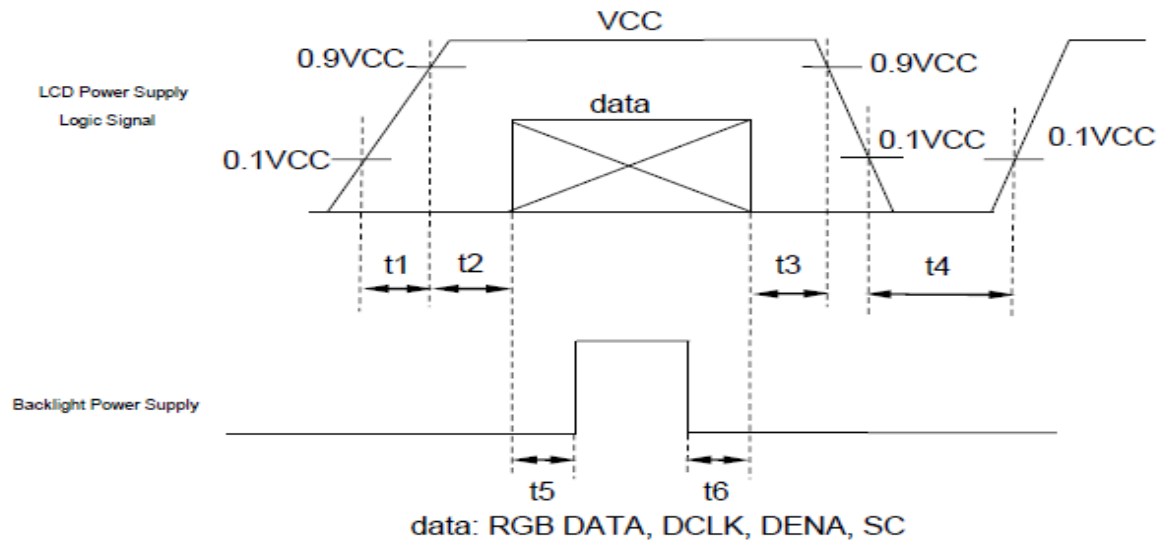 VCC
0.9VCC
0.9VCC
LCD Power Supply
Logic Signal
data
0.1VCC
0.1VCC
0.1VCC
t1
t2
t3
t4
Backlight Power Supply
t5
t6
data: RGB DATA, DCLK, DENA, SC